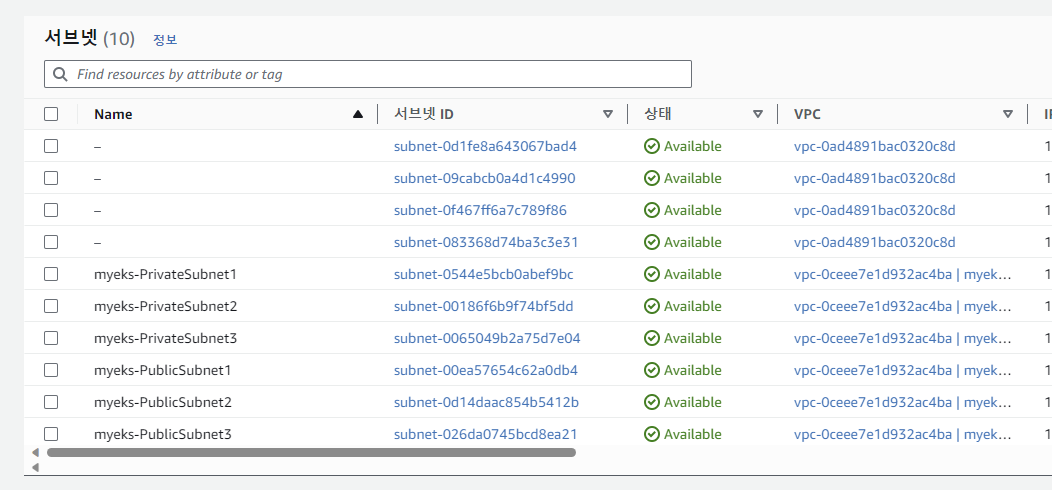 서브넷 (10) 정보
Find resources by attribute or tag
Name 서브넷 ID 상태 VPC
– subnet-0d1fe8a643067bad4 Available vpc-0ad4891bac0320c8d 1
– subnet-09cabcb0a4d1c4990 Available vpc-0ad4891bac0320c8d 1
– subnet-0f467ff6a7c789f86 Available vpc-0ad4891bac0320c8d 1
– subnet-083368d74ba3c3e31 Available vpc-0ad4891bac0320c8d 1
myeks-PrivateSubnet1 subnet-0544e5bcb0abef9bc Available vpc-0ceee7e1d932ac4ba | myek... 1
myeks-PrivateSubnet2 subnet-00186f6b9f74bf5dd Available vpc-0ceee7e1d932ac4ba | myek... 1
myeks-PrivateSubnet3 subnet-0065049b2a75d7e04 Available vpc-0ceee7e1d932ac4ba | myek... 1
myeks-PublicSubnet1 subnet-00ea57654c62a0db4 Available vpc-0ceee7e1d932ac4ba | myek... 1
myeks-PublicSubnet2 subnet-0d14daac854b5412b Available vpc-0ceee7e1d932ac4ba | myek... 1
myeks-PublicSubnet3 subnet-026da0745bcd8ea21 Available vpc-0ceee7e1d932ac4ba | myek... 1